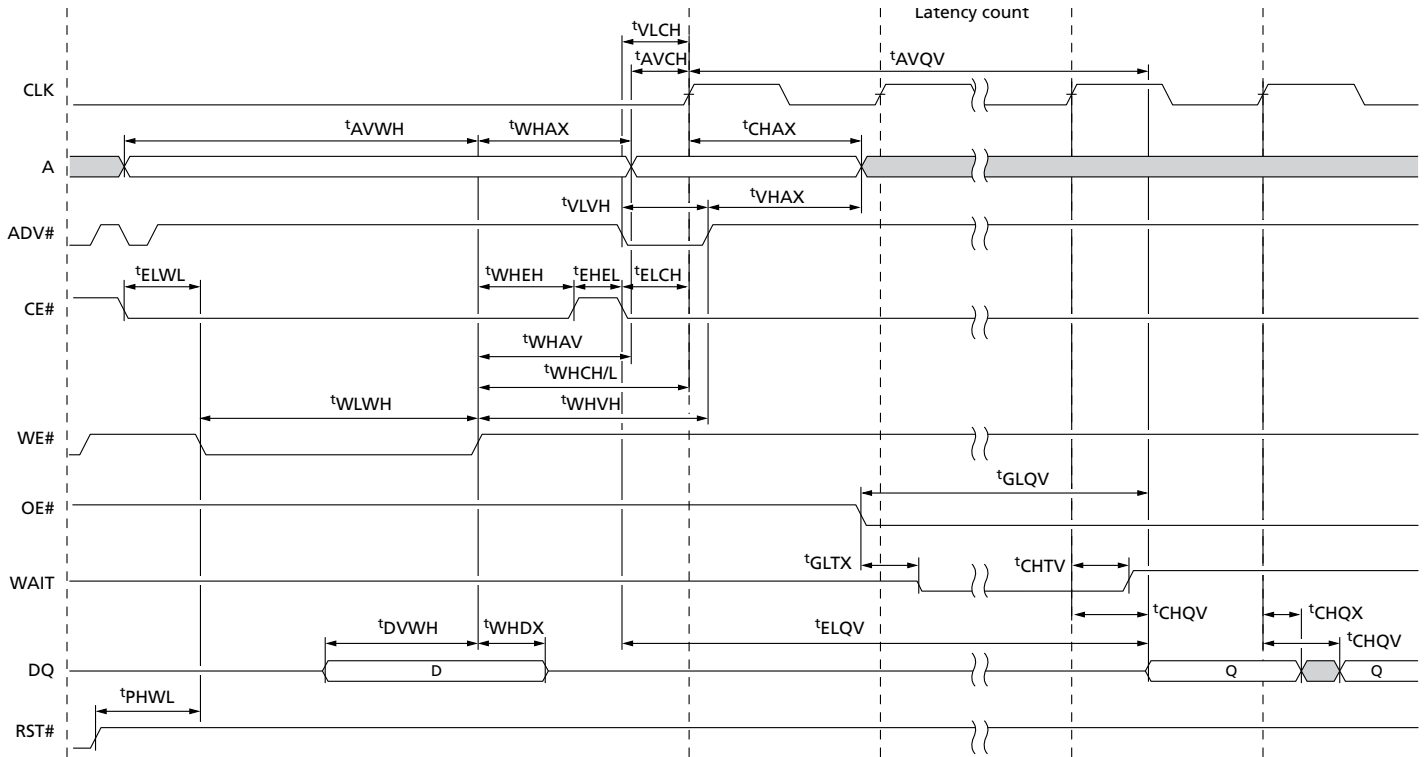 Latency count
tVLCH
tAVCH
tAVQV
CLK
tAVWH
tWHAX
tCHAX
A
tVLVH
tVHAX
ADV#
tELWL
tWHEH
tEHEL
tELCH
CE#
tWHAV
tWHCH/L
tWLWH
tWHVH
WE#
tGLQV
OE#
tGLTX
tCHTV
WAIT
tCHQV
tCHQX
tDVWH
tWHDX
tELQV
tCHQV
DQ
D
Q
Q
tPHWL
RST#